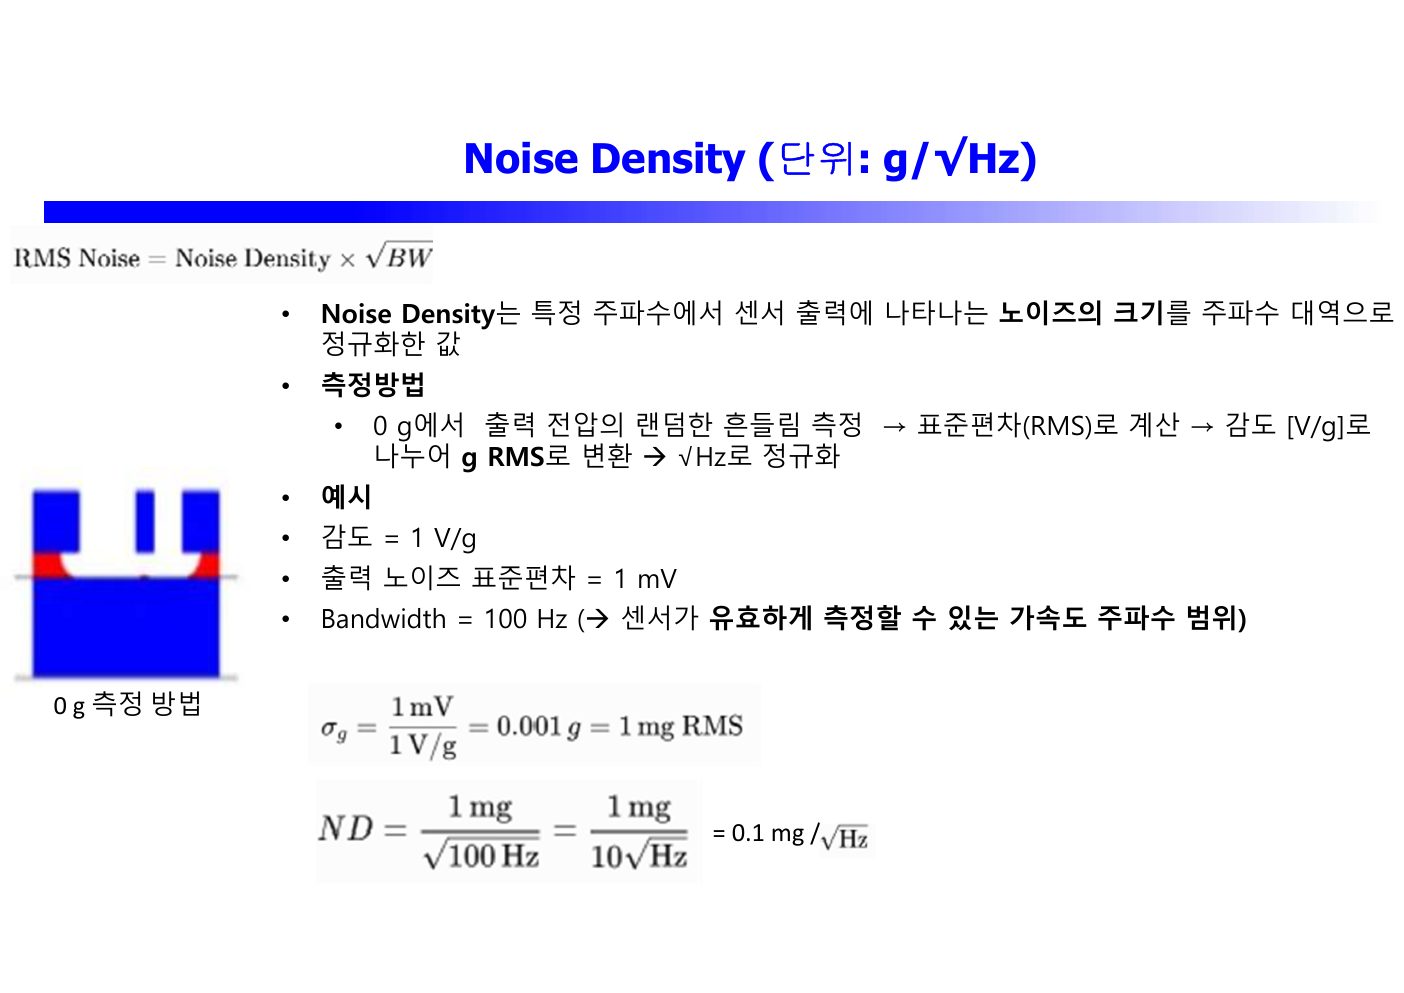 Noise Density (단위: g/√Hz)
RMS Noise = Noise Density × √BW
• Noise Density는 특정 주파수에서 센서 출력에 나타나는 노이즈의 크기를 주파수 대역으로
정규화한 값
• 측정방법
• 0 g에서 출력 전압의 랜덤한 흔들림 측정 → 표준편차(RMS)로 계산 → 감도 [V/g]로
나누어 g RMS로 변환 → √Hz로 정규화
• 예시
• 감도 = 1 V/g
• 출력 노이즈 표준편차 = 1 mV
• Bandwidth = 100 Hz (→ 센서가 유효하게 측정할 수 있는 가속도 주파수 범위)
0 g 측정 방법
σg = 1 mV / 1 V/g = 0.001 g = 1 mg RMS
ND = 1 mg / √100 Hz = 1 mg / 10√Hz = 0.1 mg /√Hz